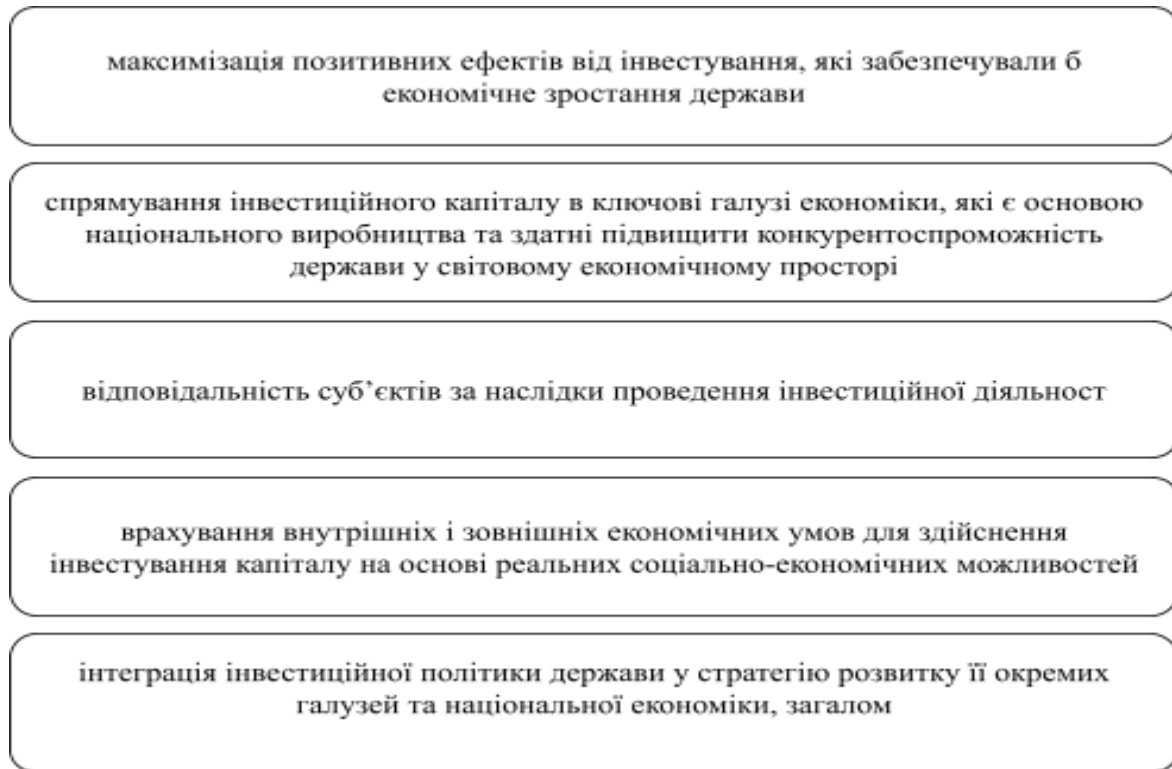 максимізація позитивних ефектів від інвестування, які забезпечували б
економічне зростання держави
спрямування інвестиційного капіталу в ключові галузі економіки, які є основою
національного виробництва та здатні підвищити конкурентоспроможність
держави у світовому економічному просторі
відповідальність суб’єктів за наслідки проведення інвестиційної діяльност
врахування внутрішніх і зовнішніх економічних умов для здійснення
інвестування капіталу на основі реальних соціально-економічних можливостей
інтеграція інвестиційної політики держави у стратегію розвитку її окремих
галузей та національної економіки, загалом